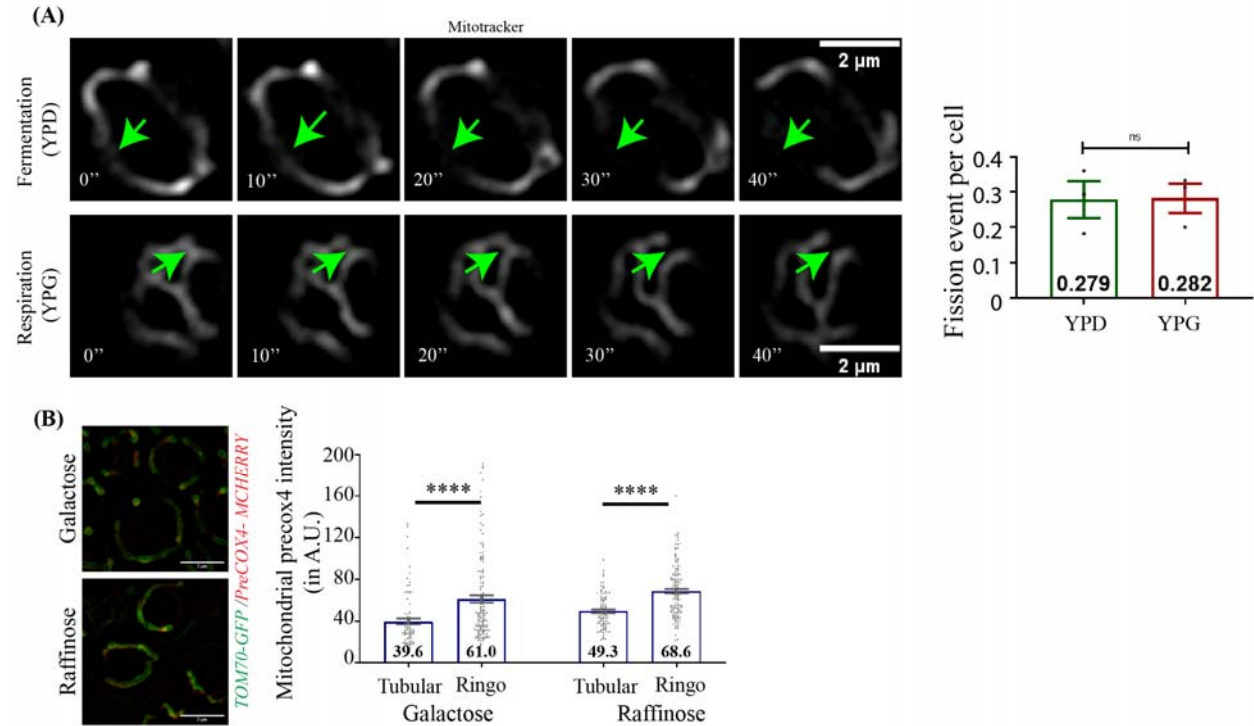 (A)
Mitotracker
Fermentation
(YPD)
0’’
10’’
20’’
30’’
40’’
2 µm
Respiration
(YPG)
0’’
10’’
20’’
30’’
40’’
2 µm
Fission event per cell
ns
0.4
0.3
0.2
0.1
0
0.279
0.282
YPD
YPG
(B)
Galactose
Raffinose
TOM70-GFP /PreCOX4- MCHERRY
Mitochondrial precox4 intensity
(in A.U.)
200
160
120
80
40
0
****
****
39.6
61.0
49.3
68.6
Tubular
Ringo
Tubular
Ringo
Galactose
Raffinose